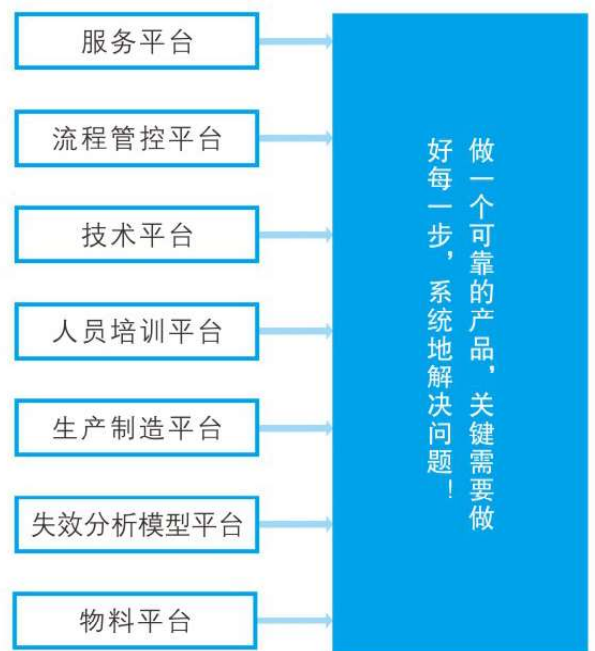 服务平台
流程管控平台
技术平台
人员培训平台
生产制造平台
失效分析模型平台
物料平台
做一个可靠的产品，关键需要做
好每一步，系统地解决问题！